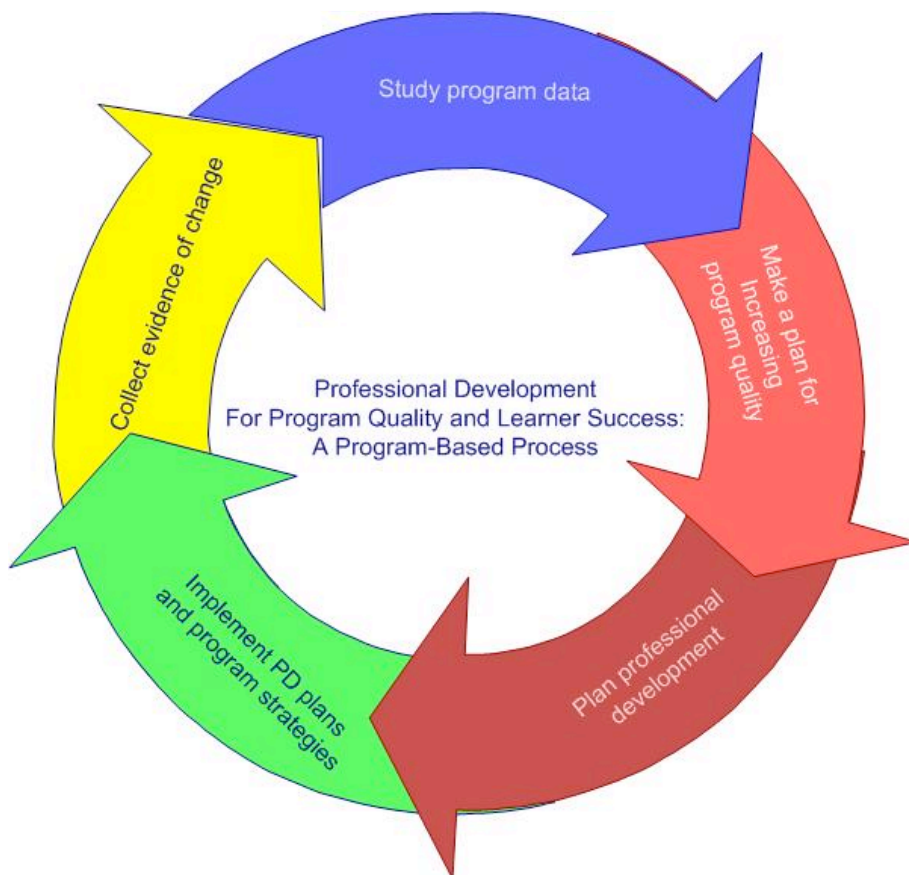 Study program data
Make a plan for
Increasing
program quality
Plan professional
development
Implement PD plans
and program strategies
Collect evidence of change
Professional Development
For Program Quality and Learner Success:
A Program-Based Process